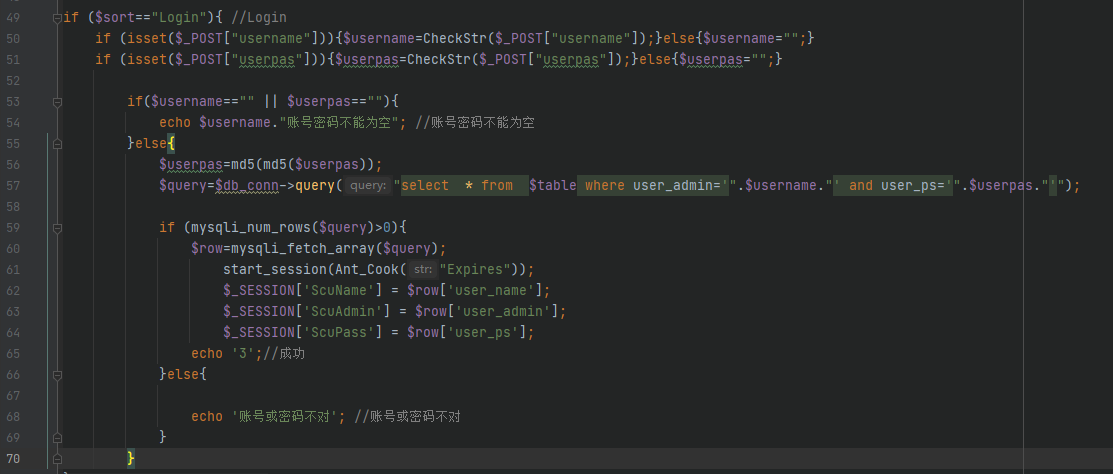 49 if ($sort=="Login"){ //Login
50 if (isset($_POST["username"])){$username=CheckStr($_POST["username"]);}else{$username="";}
51 if (isset($_POST["userpas"])){$userpas=CheckStr($_POST["userpas"]);}else{$userpas="";}
52
53 if($username=="" || $userpas==""){
54 echo $username."账号密码不能为空"; //账号密码不能为空
55 }else{
56 $userpas=md5(md5($userpas));
57 $query=$db_conn->query( query: "select * from $table where user_admin='".$username."' and user_ps='".$userpas."'");
58
59 if (mysqli_num_rows($query)>0){
60 $row=mysqli_fetch_array($query);
61 start_session(Ant_Cook( str: "Expires"));
62 $_SESSION['ScuName'] = $row['user_name'];
63 $_SESSION['ScuAdmin'] = $row['user_admin'];
64 $_SESSION['ScuPass'] = $row['user_ps'];
65 echo '3';//成功
66 }else{
67
68 echo '账号或密码不对'; //账号或密码不对
69 }
70 }